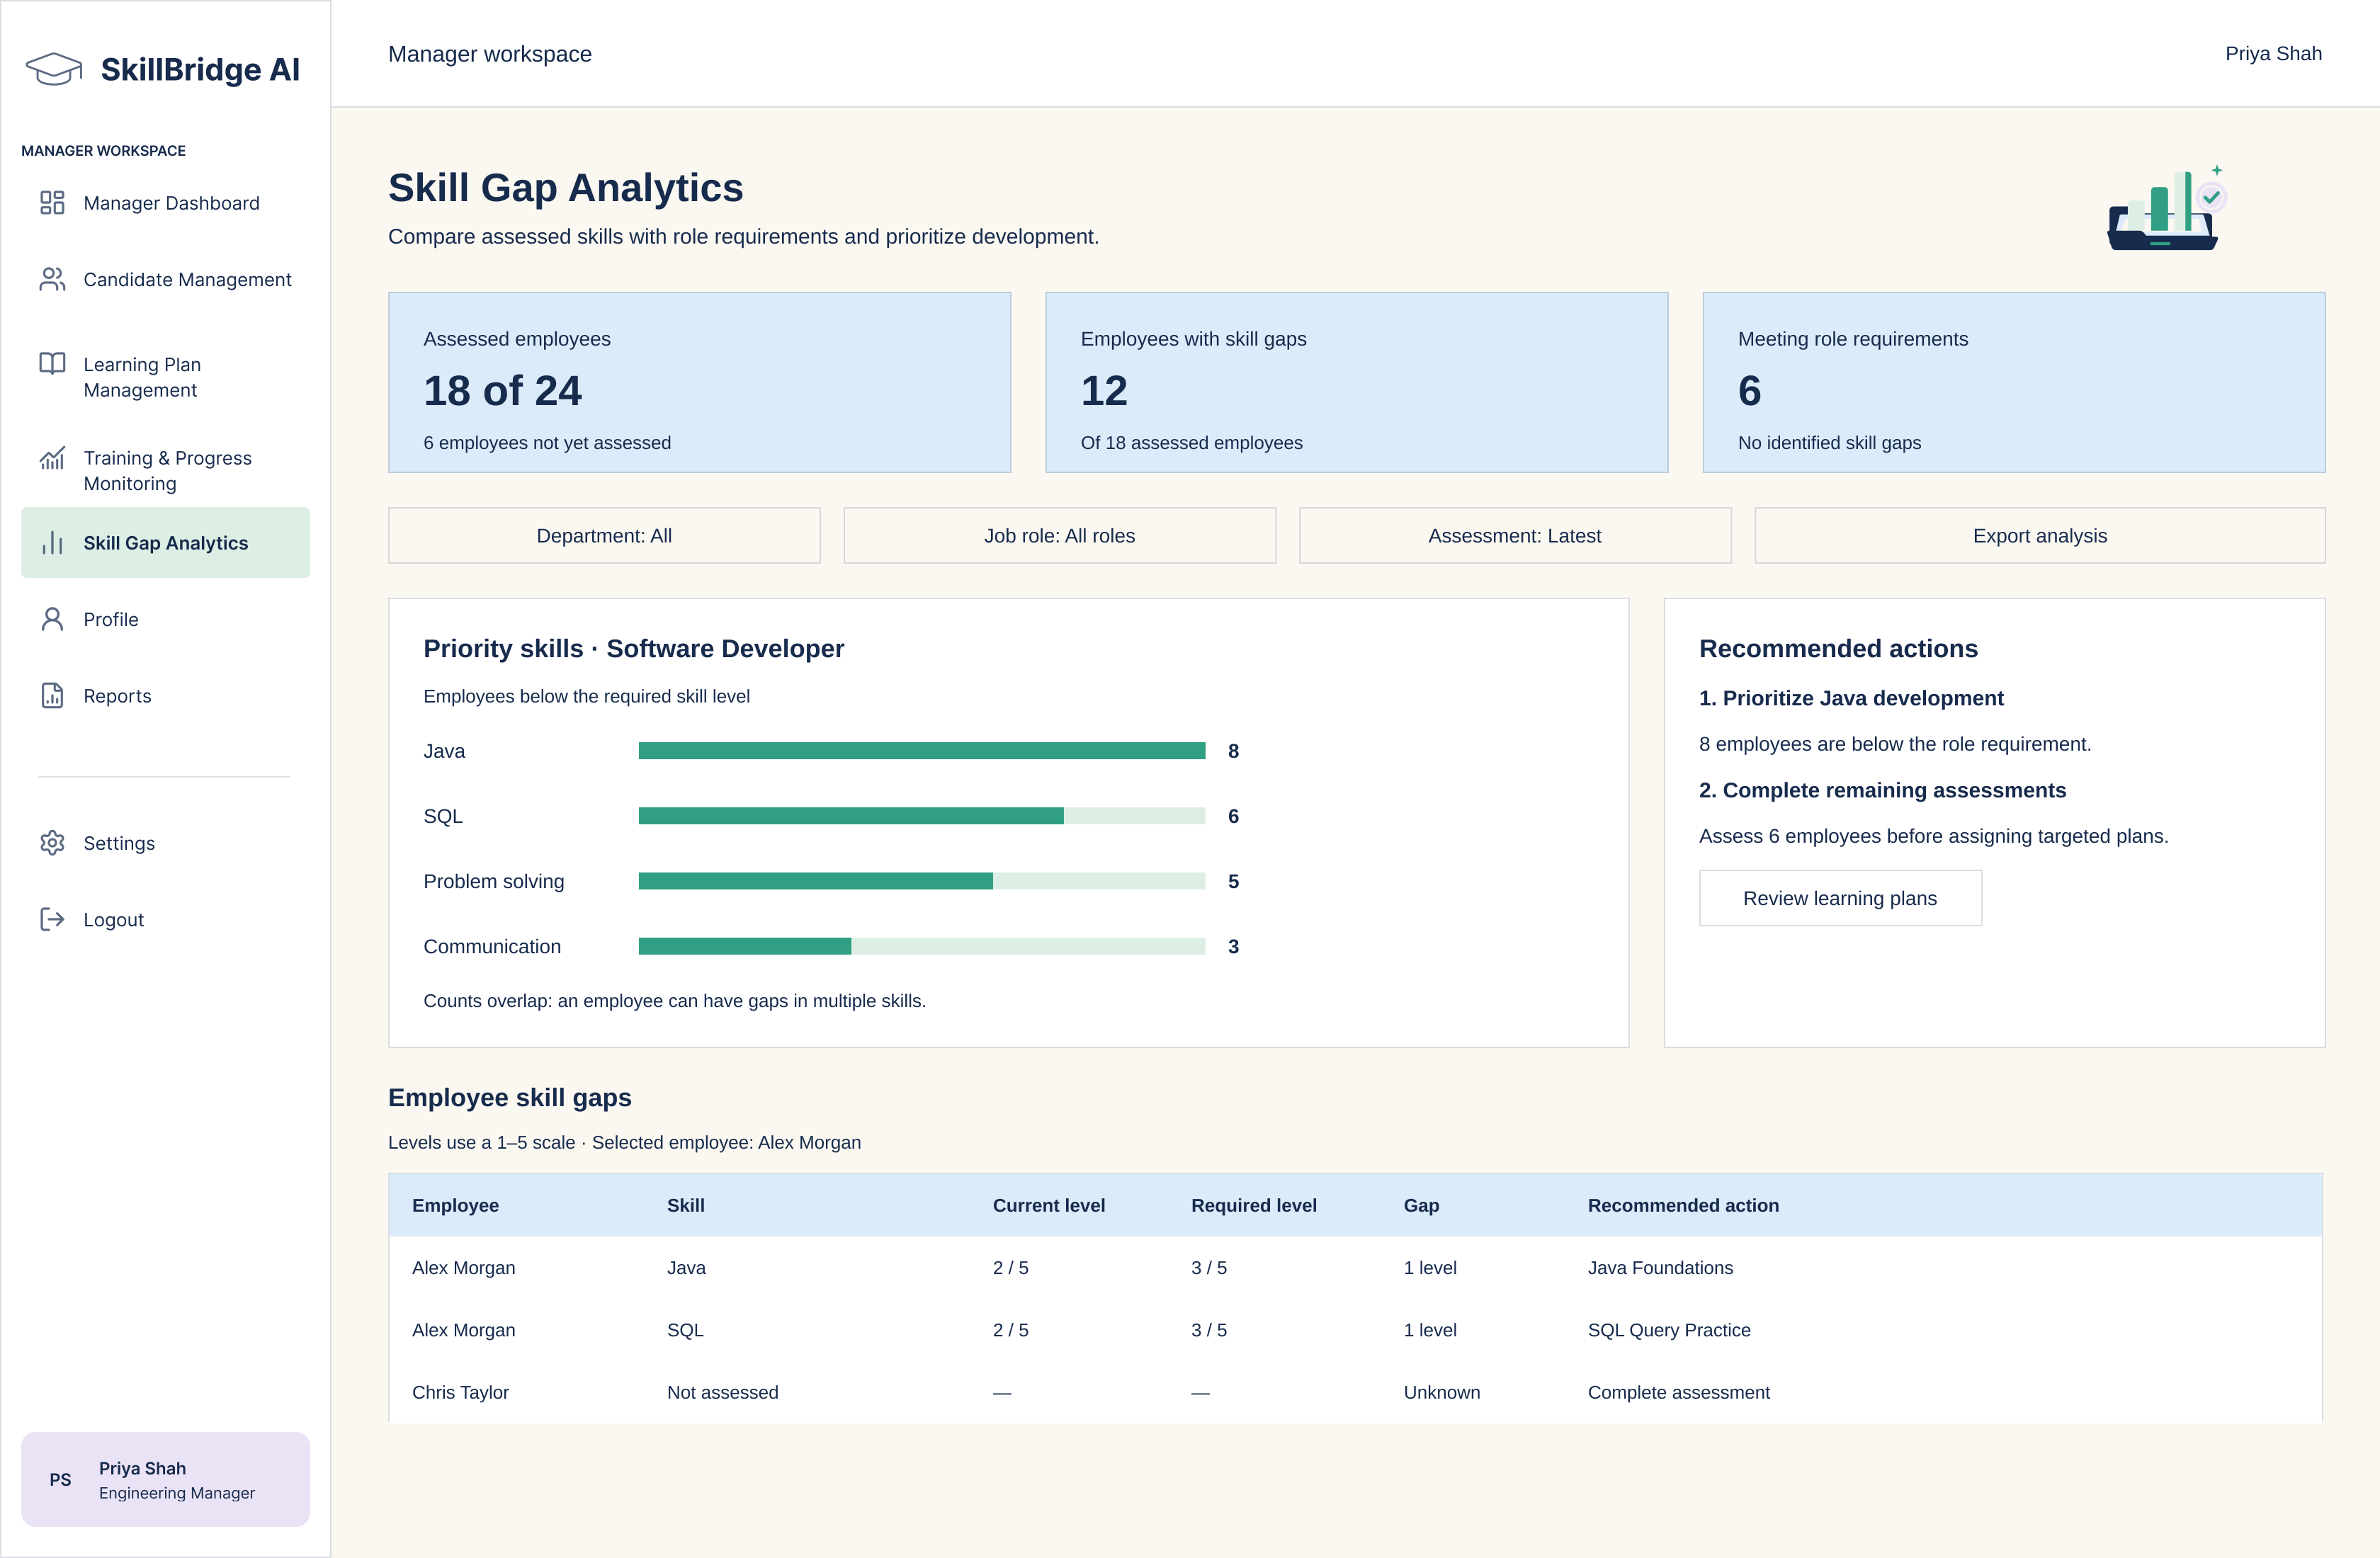 SkillBridge AI
MANAGER WORKSPACE
Manager Dashboard
Candidate Management
Learning Plan
Management
Training & Progress
Monitoring
Skill Gap Analytics
Profile
Reports
Settings
Logout
PS
Priya Shah
Engineering Manager
Manager workspace
Priya Shah
Skill Gap Analytics
Compare assessed skills with role requirements and prioritize development.
Assessed employees
18 of 24
6 employees not yet assessed
Employees with skill gaps
12
Of 18 assessed employees
Meeting role requirements
6
No identified skill gaps
Department: All
Job role: All roles
Assessment: Latest
Export analysis
Priority skills · Software Developer
Employees below the required skill level
Java 8
SQL 6
Problem solving 5
Communication 3
Counts overlap: an employee can have gaps in multiple skills.
Recommended actions
1. Prioritize Java development
8 employees are below the role requirement.
2. Complete remaining assessments
Assess 6 employees before assigning targeted plans.
Review learning plans
Employee skill gaps
Levels use a 1–5 scale · Selected employee: Alex Morgan
Employee Skill Current level Required level Gap Recommended action
Alex Morgan Java 2 / 5 3 / 5 1 level Java Foundations
Alex Morgan SQL 2 / 5 3 / 5 1 level SQL Query Practice
Chris Taylor Not assessed — — Unknown Complete assessment